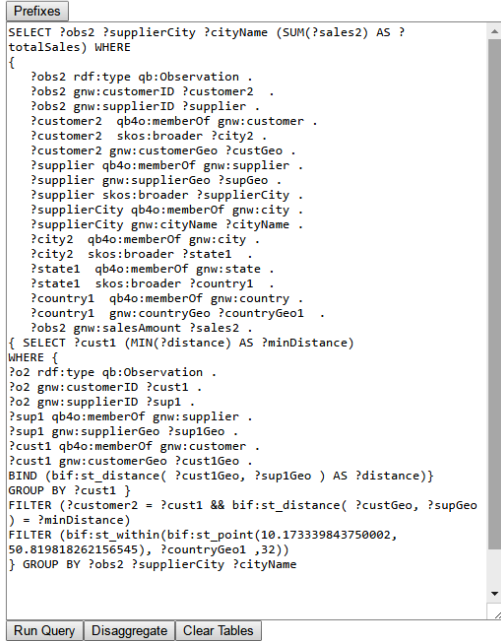 Prefixes
SELECT ?obs2 ?supplierCity ?cityName (SUM(?sales2) AS ?
totalSales) WHERE
{
?obs2 rdf:type qb:Observation .
?obs2 gnw:customerID ?customer2  .
?obs2 gnw:supplierID ?supplier .
?customer2  qb4o:memberOf gnw:customer .
?customer2  skos:broader ?city2 .
?customer2 gnw:customerGeo ?custGeo .
?supplier qb4o:memberOf gnw:supplier .
?supplier gnw:supplierGeo ?supGeo .
?supplier skos:broader ?supplierCity .
?supplierCity qb4o:memberOf gnw:city .
?supplierCity gnw:cityName ?cityName .
?city2  qb4o:memberOf gnw:city .
?city2  skos:broader ?state1  .
?state1  qb4o:memberOf gnw:state .
?state1  skos:broader ?country1  .
?country1  qb4o:memberOf gnw:country .
?country1  gnw:countryGeo ?countryGeo1  .
?obs2 gnw:salesAmount ?sales2 .
{ SELECT ?cust1 (MIN(?distance) AS ?minDistance)
WHERE {
?o2 rdf:type qb:Observation .
?o2 gnw:customerID ?cust1 .
?o2 gnw:supplierID ?sup1 .
?sup1 qb4o:memberOf gnw:supplier .
?sup1 gnw:supplierGeo ?sup1Geo .
?cust1 qb4o:memberOf gnw:customer .
?cust1 gnw:customerGeo ?cust1Geo .
BIND (bif:st_distance( ?cust1Geo, ?sup1Geo ) AS ?distance)}
GROUP BY ?cust1 }
FILTER (?customer2 = ?cust1 && bif:st_distance( ?custGeo, ?supGeo
) = ?minDistance)
FILTER (bif:st_within(bif:st_point(10.173339843750002,
50.819818262156545), ?countryGeo1 ,32))
} GROUP BY ?obs2 ?supplierCity ?cityName
Run Query Disaggregate Clear Tables